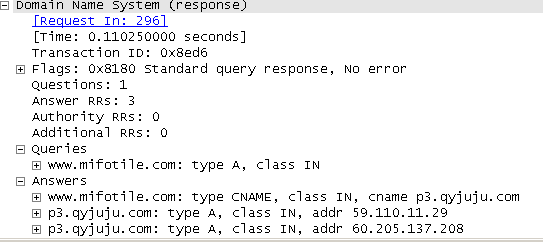 Domain Name System (response)
[Request In: 296]
[Time: 0.110250000 seconds]
Transaction ID: 0x8ed6
Flags: 0x8180 Standard query response, No error
Questions: 1
Answer RRs: 3
Authority RRs: 0
Additional RRs: 0
Queries
www.mifotile.com: type A, class IN
Answers
www.mifotile.com: type CNAME, class IN, cname p3.qyjuju.com
p3.qyjuju.com: type A, class IN, addr 59.110.11.29
p3.qyjuju.com: type A, class IN, addr 60.205.137.208